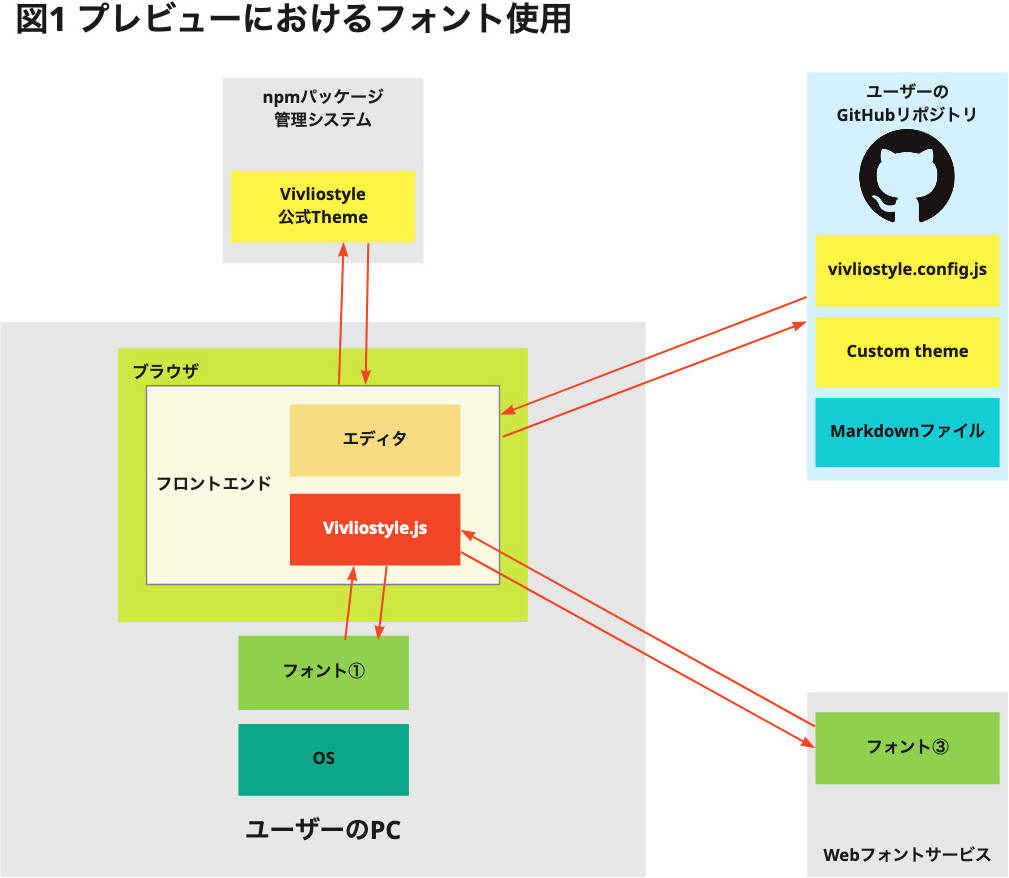 図1 プレビューにおけるフォント使用
npmパッケージ
管理システム
Vivliostyle
公式Theme
ユーザーの
GitHubリポジトリ
vivliostyle.config.js
Custom theme
Markdownファイル
ブラウザ
エディタ
フロントエンド
Vivliostyle.js
フォント①
OS
ユーザーのPC
フォント③
Webフォントサービス